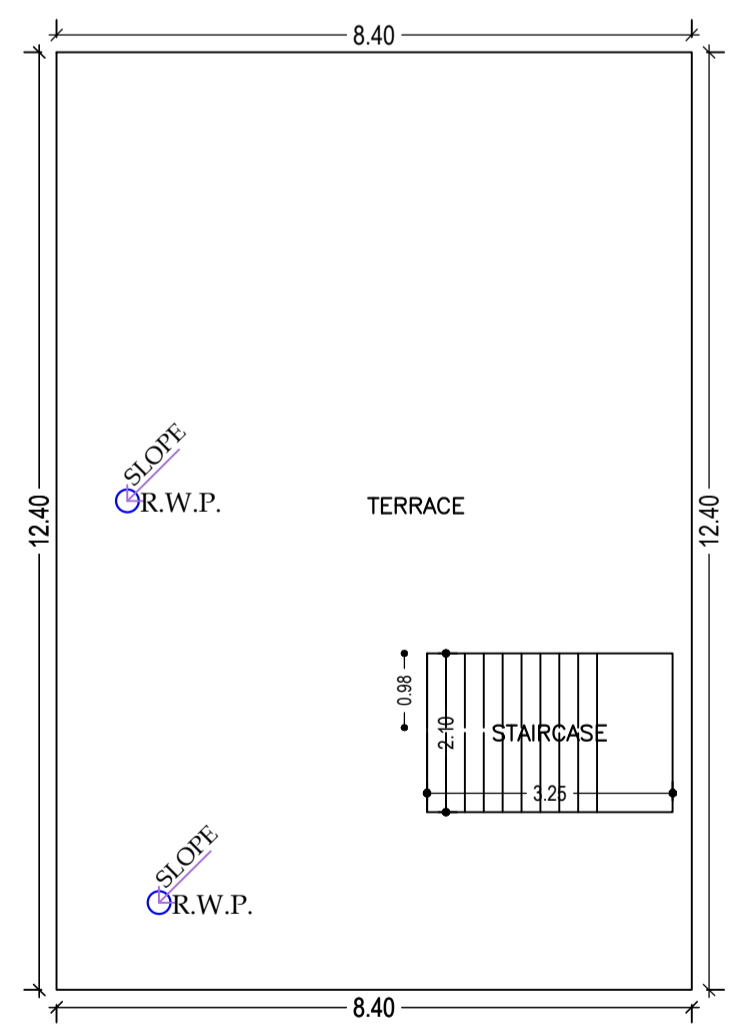 8.40
SLOPE
R.W.P.
TERRACE
12.40
12.40
0.98
2.10
STAIRCASE
3.25
SLOPE
R.W.P.
8.40